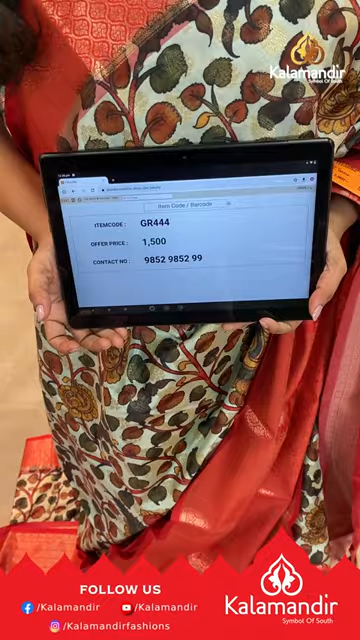 Kalamandir
Symbol Of South
Item Code / Barcode
ITEMCODE : GR444
OFFER PRICE : 1,500
CONTACT NO : 9852 9852 99
FOLLOW US
/Kalamandir /Kalamandir
/Kalamandirfashions
Kalamandir
Symbol Of South